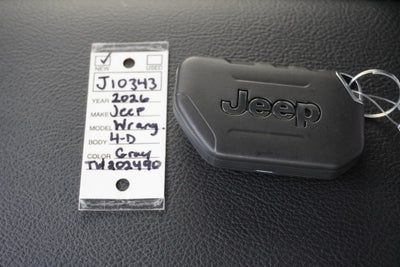 ✓
NEW USED
J10343
YEAR 2026
MAKE Jeep
MODEL Wrang.
BODY 4-D
COLOR Gray
TW202490
Jeep